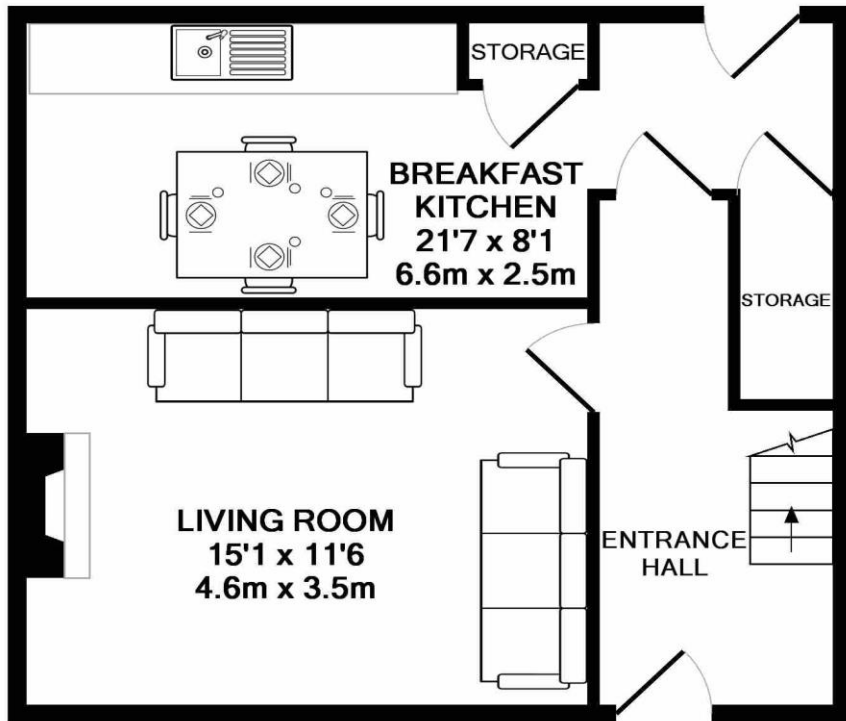 STORAGE
BREAKFAST
KITCHEN
21'7 x 8'1
6.6m x 2.5m
STORAGE
LIVING ROOM
15'1 x 11'6
4.6m x 3.5m
ENTRANCE
HALL